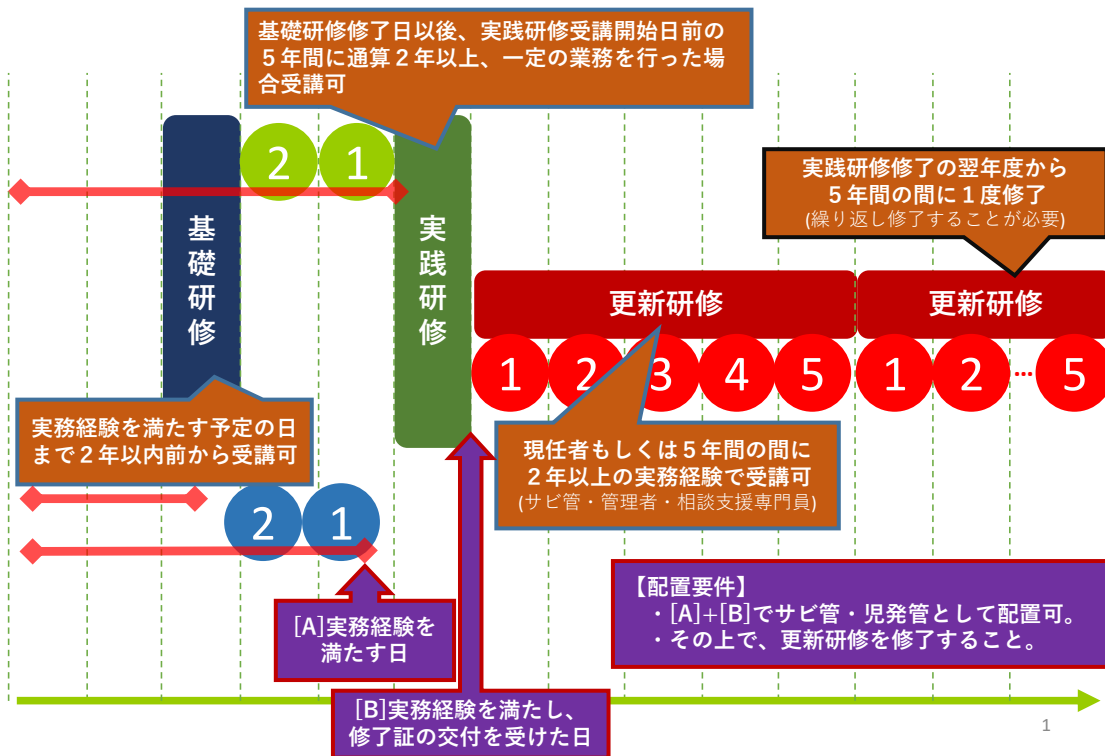 基礎研修修了日以後、実践研修受講開始日前の
５年間に通算２年以上、一定の業務を行った場
合受講可
2
1
基礎研修
実践研修
実践研修修了の翌年度から
５年間の間に１度修了
(繰り返し修了することが必要)
更新研修
更新研修
1
2
3
4
5
1
2
…
5
実務経験を満たす予定の日
まで２年以内前から受講可
現任者もしくは５年間の間に
２年以上の実務経験で受講可
(サビ管・管理者・相談支援専門員)
2
1
[A]実務経験を
満たす日
【配置要件】
・[A]+[B]でサビ管・児発管として配置可。
・その上で、更新研修を修了すること。
[B]実務経験を満たし、
修了証の交付を受けた日
1